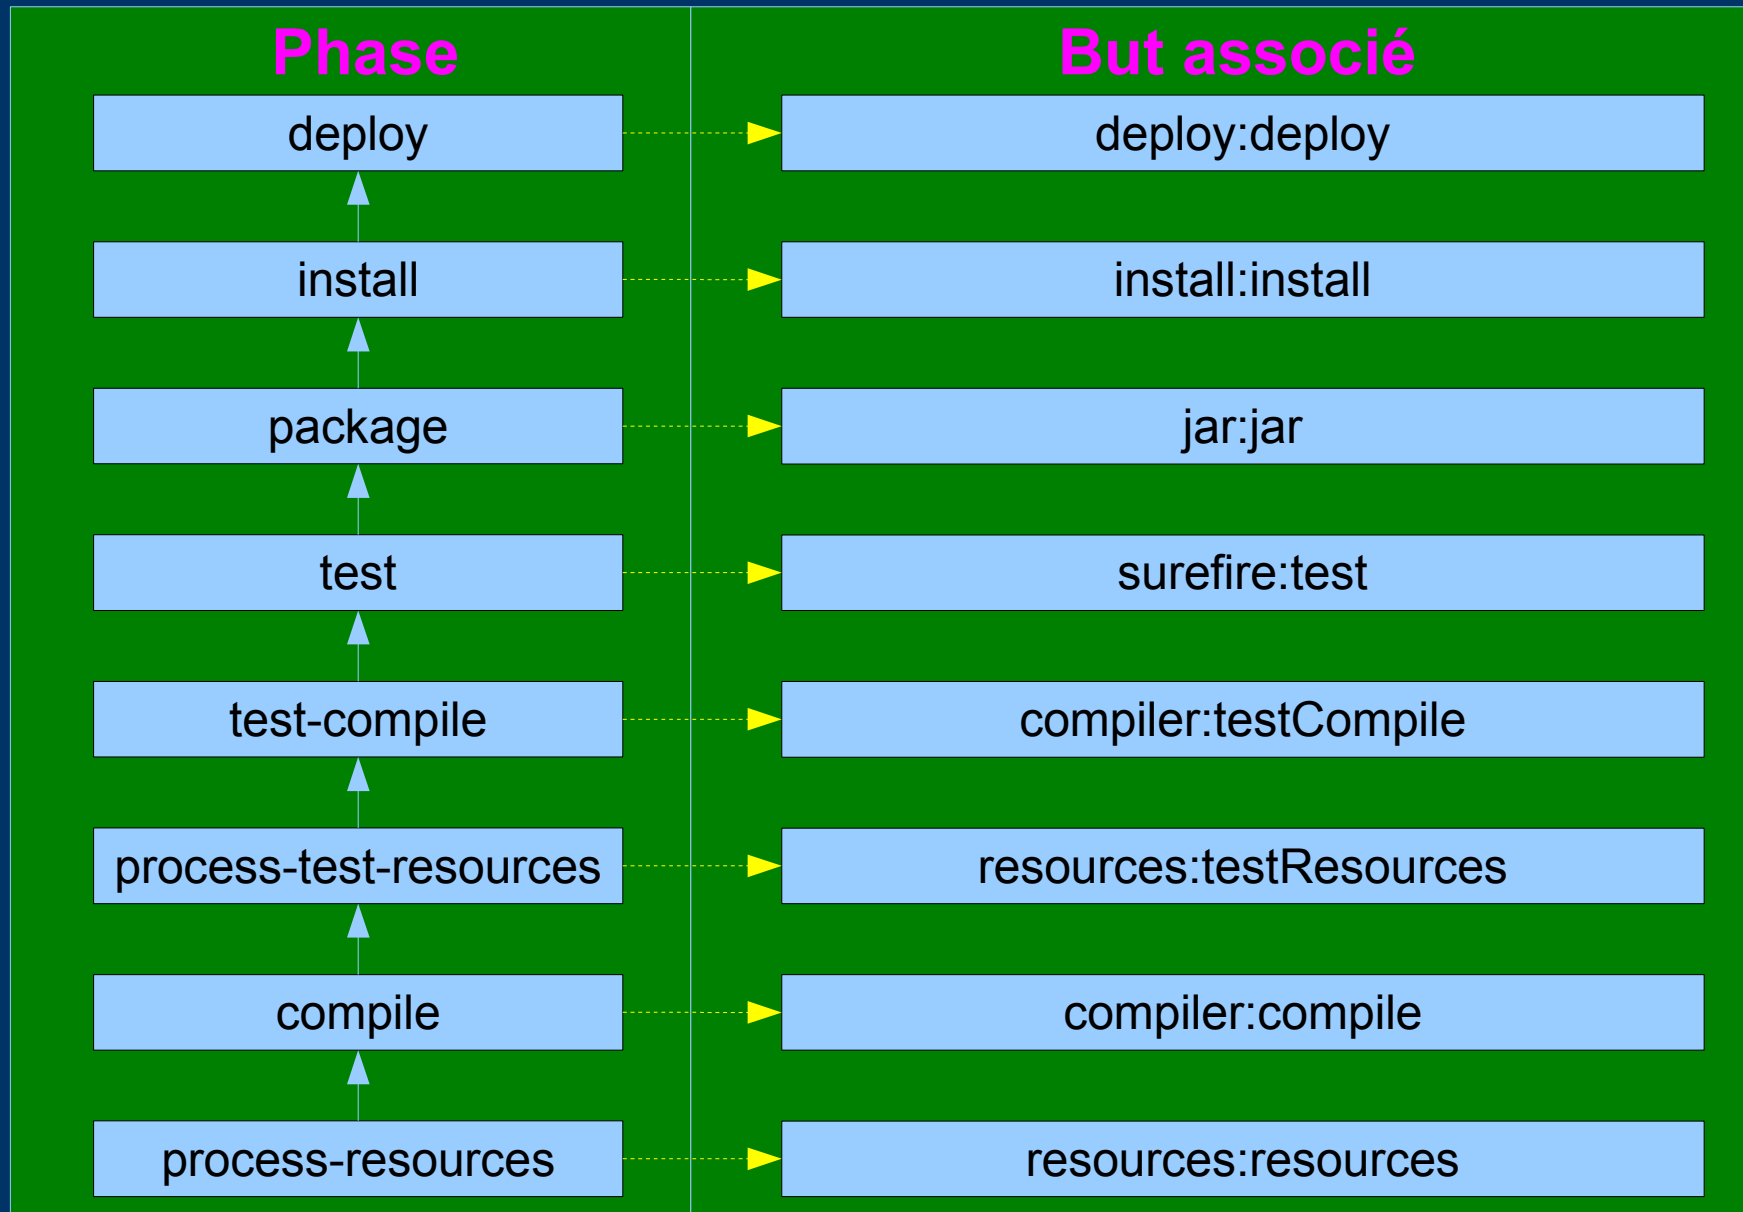 Phase
But associé
deploy
deploy:deploy
install
install:install
package
jar:jar
test
surefire:test
test-compile
compiler:testCompile
process-test-resources
resources:testResources
compile
compiler:compile
process-resources
resources:resources